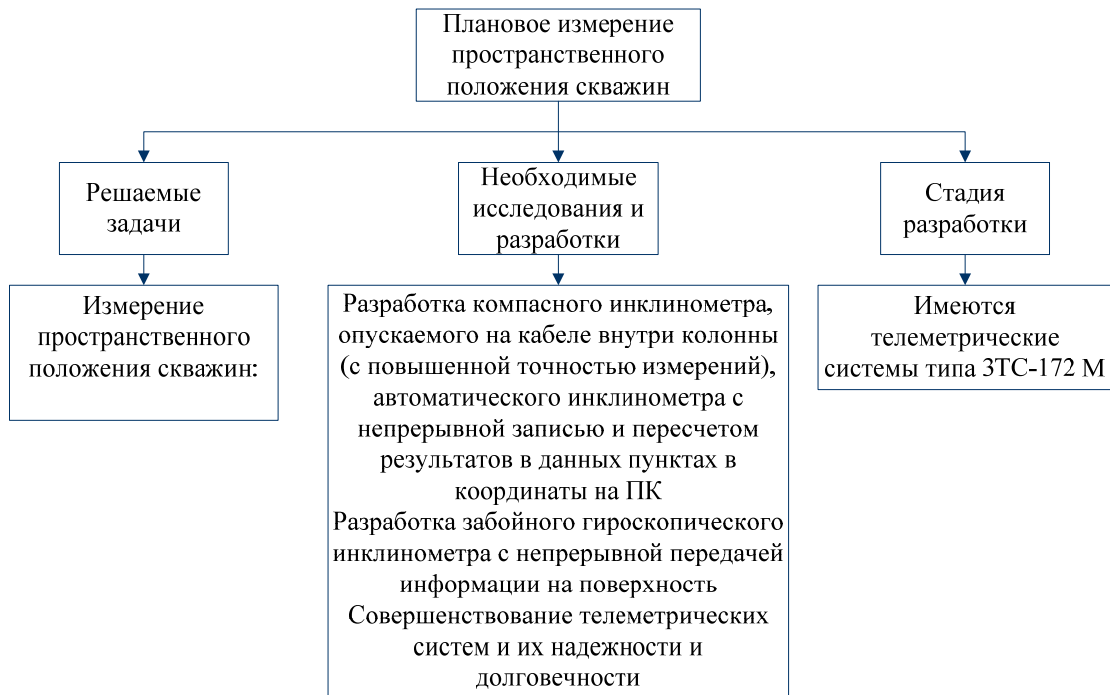 Плановое измерение
пространственного
положения скважин
Решаемые
задачи
Необходимые
исследования и
разработки
Стадия
разработки
Измерение
пространственного
положения скважин:
Разработка компасного инклинометра,
опускаемого на кабеле внутри колонны
(с повышенной точностью измерений),
автоматического инклинометра с
непрерывной записью и пересчетом
результатов в данных пунктах в
координаты на ПК
Разработка забойного гироскопического
инклинометра с непрерывной передачей
информации на поверхность
Совершенствование телеметрических
систем и их надежности и
долговечности
Имеются
телеметрические
системы типа ЗТС-172 М